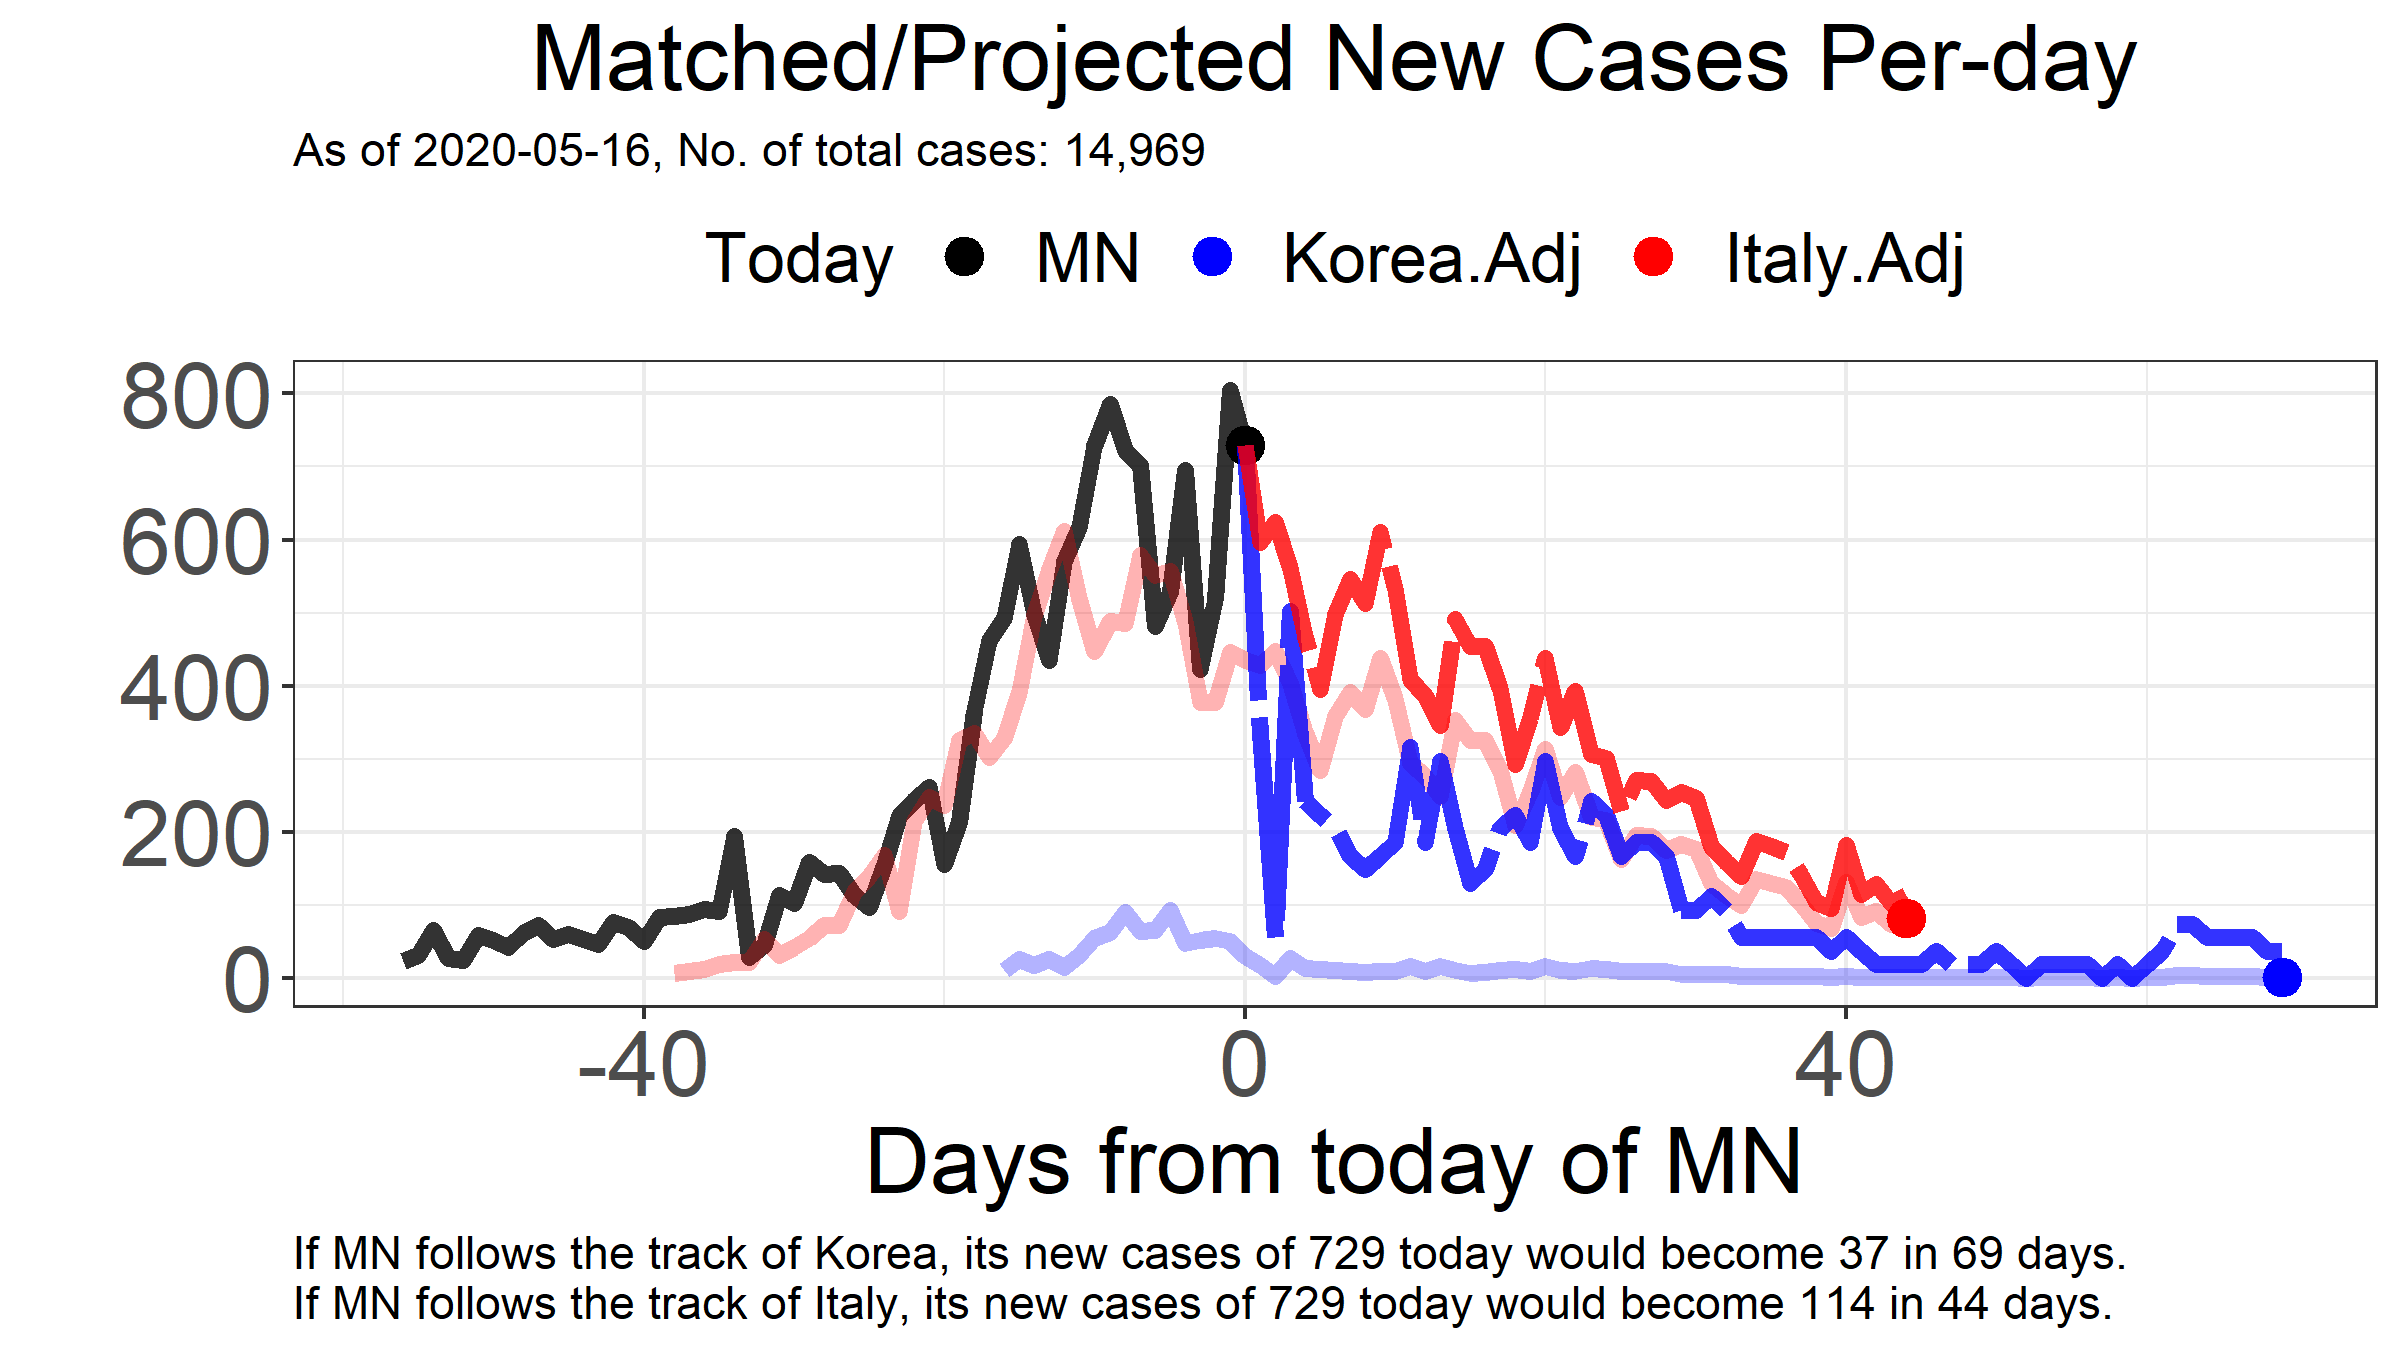 Matched/Projected New Cases Per-day
As of 2020-05-16, No. of total cases: 14,969
Today MN Korea.Adj Italy.Adj
800
600
400
200
0
-40 0 40
Days from today of MN
If MN follows the track of Korea, its new cases of 729 today would become 37 in 69 days.
If MN follows the track of Italy, its new cases of 729 today would become 114 in 44 days.